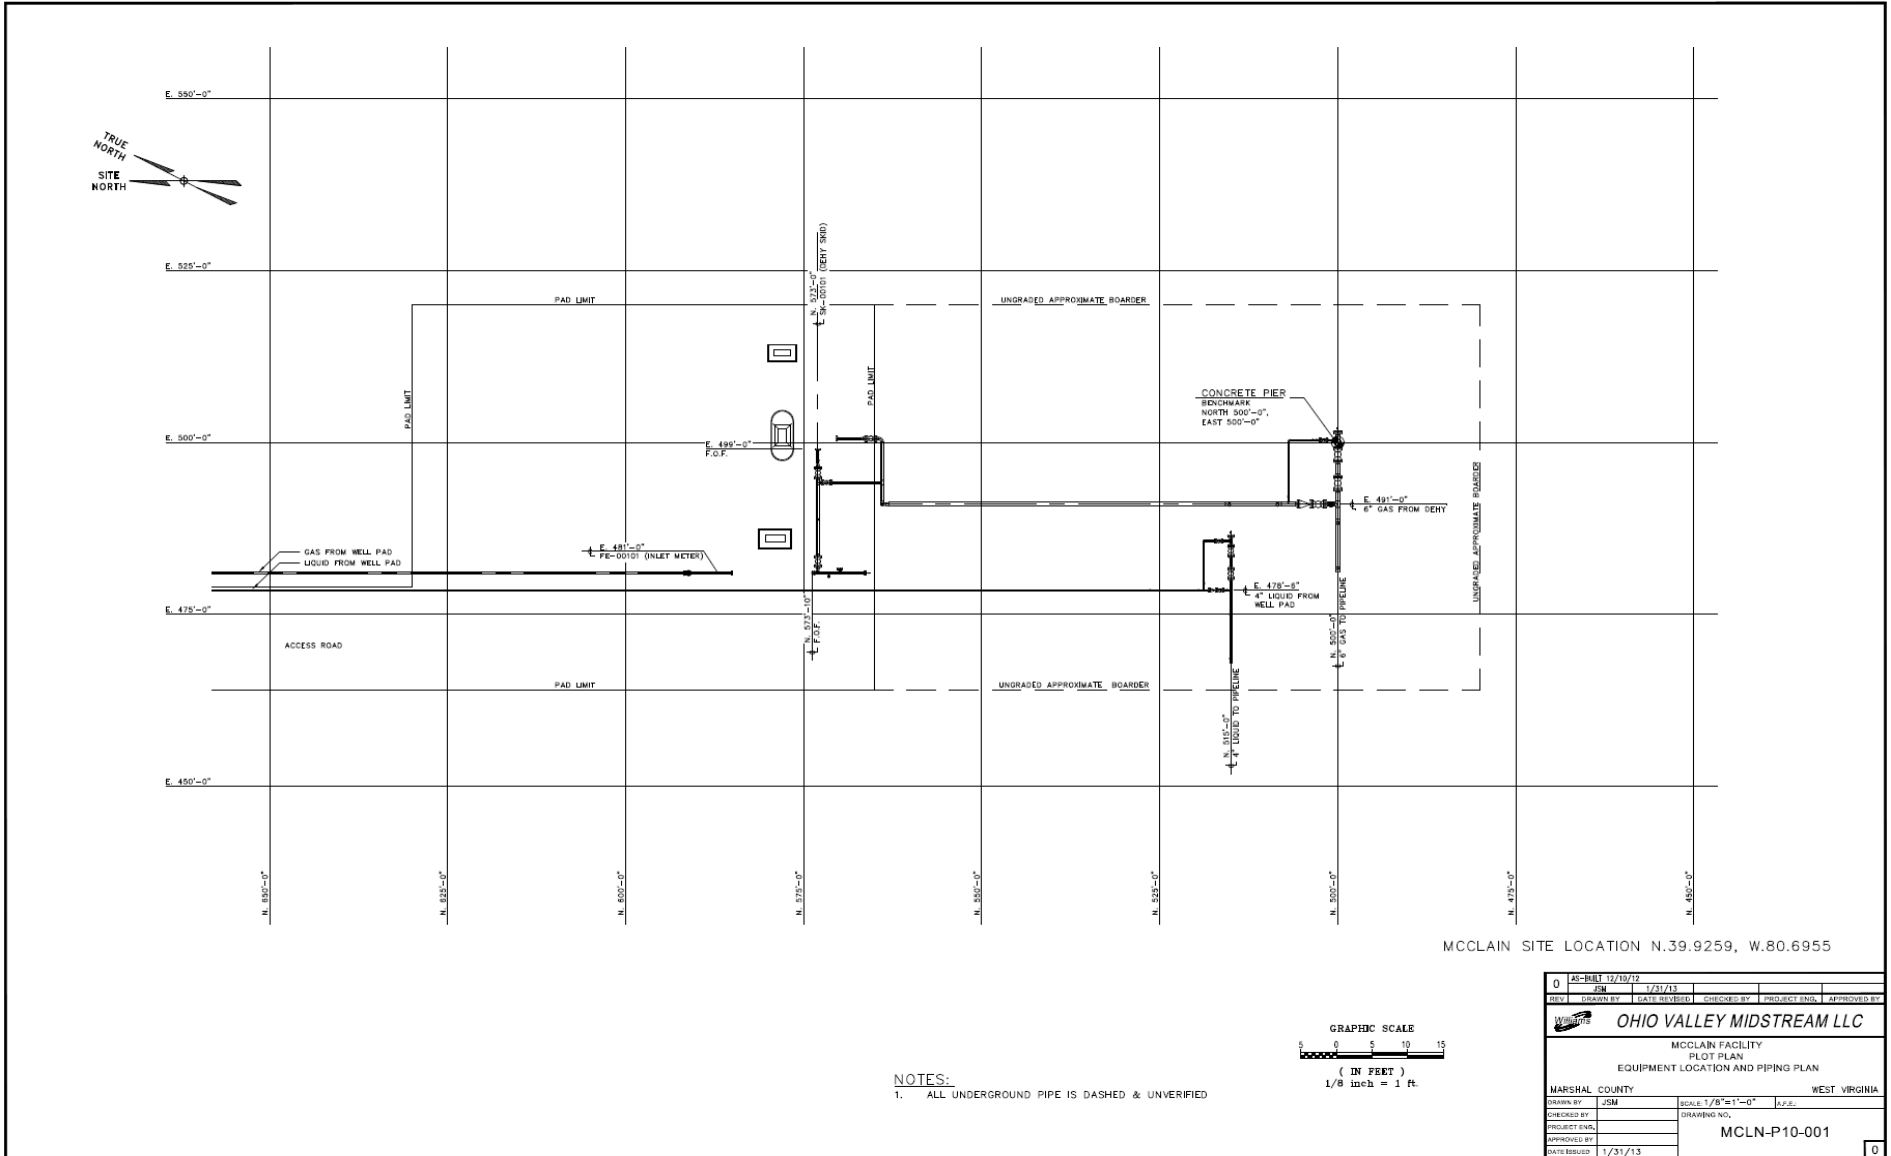 E. 550'-0"
TRUE
NORTH
SITE
NORTH
E. 525'-0"
N. 573'-0"
SK-00101 (DEHY SKID)
PAD LIMIT
UNGRADED APPROXIMATE BOARDER
PAD LIMIT
PAD LIMIT
CONCRETE PIER
BENCHMARK
NORTH 500'-0",
EAST 500'-0"
E. 500'-0"
E. 499'-0"
F.O.F.
UNGRADED APPROXIMATE BOARDER
E. 491'-0"
6" GAS FROM DEHY
GAS FROM WELL PAD
LIQUID FROM WELL PAD
E. 481'-0"
FE-00101 (INLET METER)
E. 478'-6"
4" LIQUID FROM
WELL PAD
E. 475'-0"
N. 573'-10"
F.O.F.
N. 500'-0"
6" GAS TO PIPELINE
ACCESS ROAD
PAD LIMIT
UNGRADED APPROXIMATE BOARDER
N. 515'-0"
4" LIQUID TO PIPELINE
E. 450'-0"
N. 650'-0"
N. 625'-0"
N. 600'-0"
N. 575'-0"
N. 550'-0"
N. 525'-0"
N. 500'-0"
N. 475'-0"
N. 450'-0"
MCCLAIN SITE LOCATION N.39.9259, W.80.6955
0 AS-BUILT 12/10/12
JSM 1/31/13
REV DRAWN BY DATE REVISED CHECKED BY PROJECT ENG. APPROVED BY
Williams OHIO VALLEY MIDSTREAM LLC
MCCLAIN FACILITY
PLOT PLAN
EQUIPMENT LOCATION AND PIPING PLAN
MARSHAL COUNTY WEST VIRGINIA
DRAWN BY JSM SCALE: 1/8"=1'-0" A.F.E.:
CHECKED BY DRAWING NO.
PROJECT ENG. MCLN-P10-001
APPROVED BY
DATE ISSUED 1/31/13 0
GRAPHIC SCALE
5 0 5 10 15
( IN FEET )
1/8 inch = 1 ft.
NOTES:
1. ALL UNDERGROUND PIPE IS DASHED & UNVERIFIED